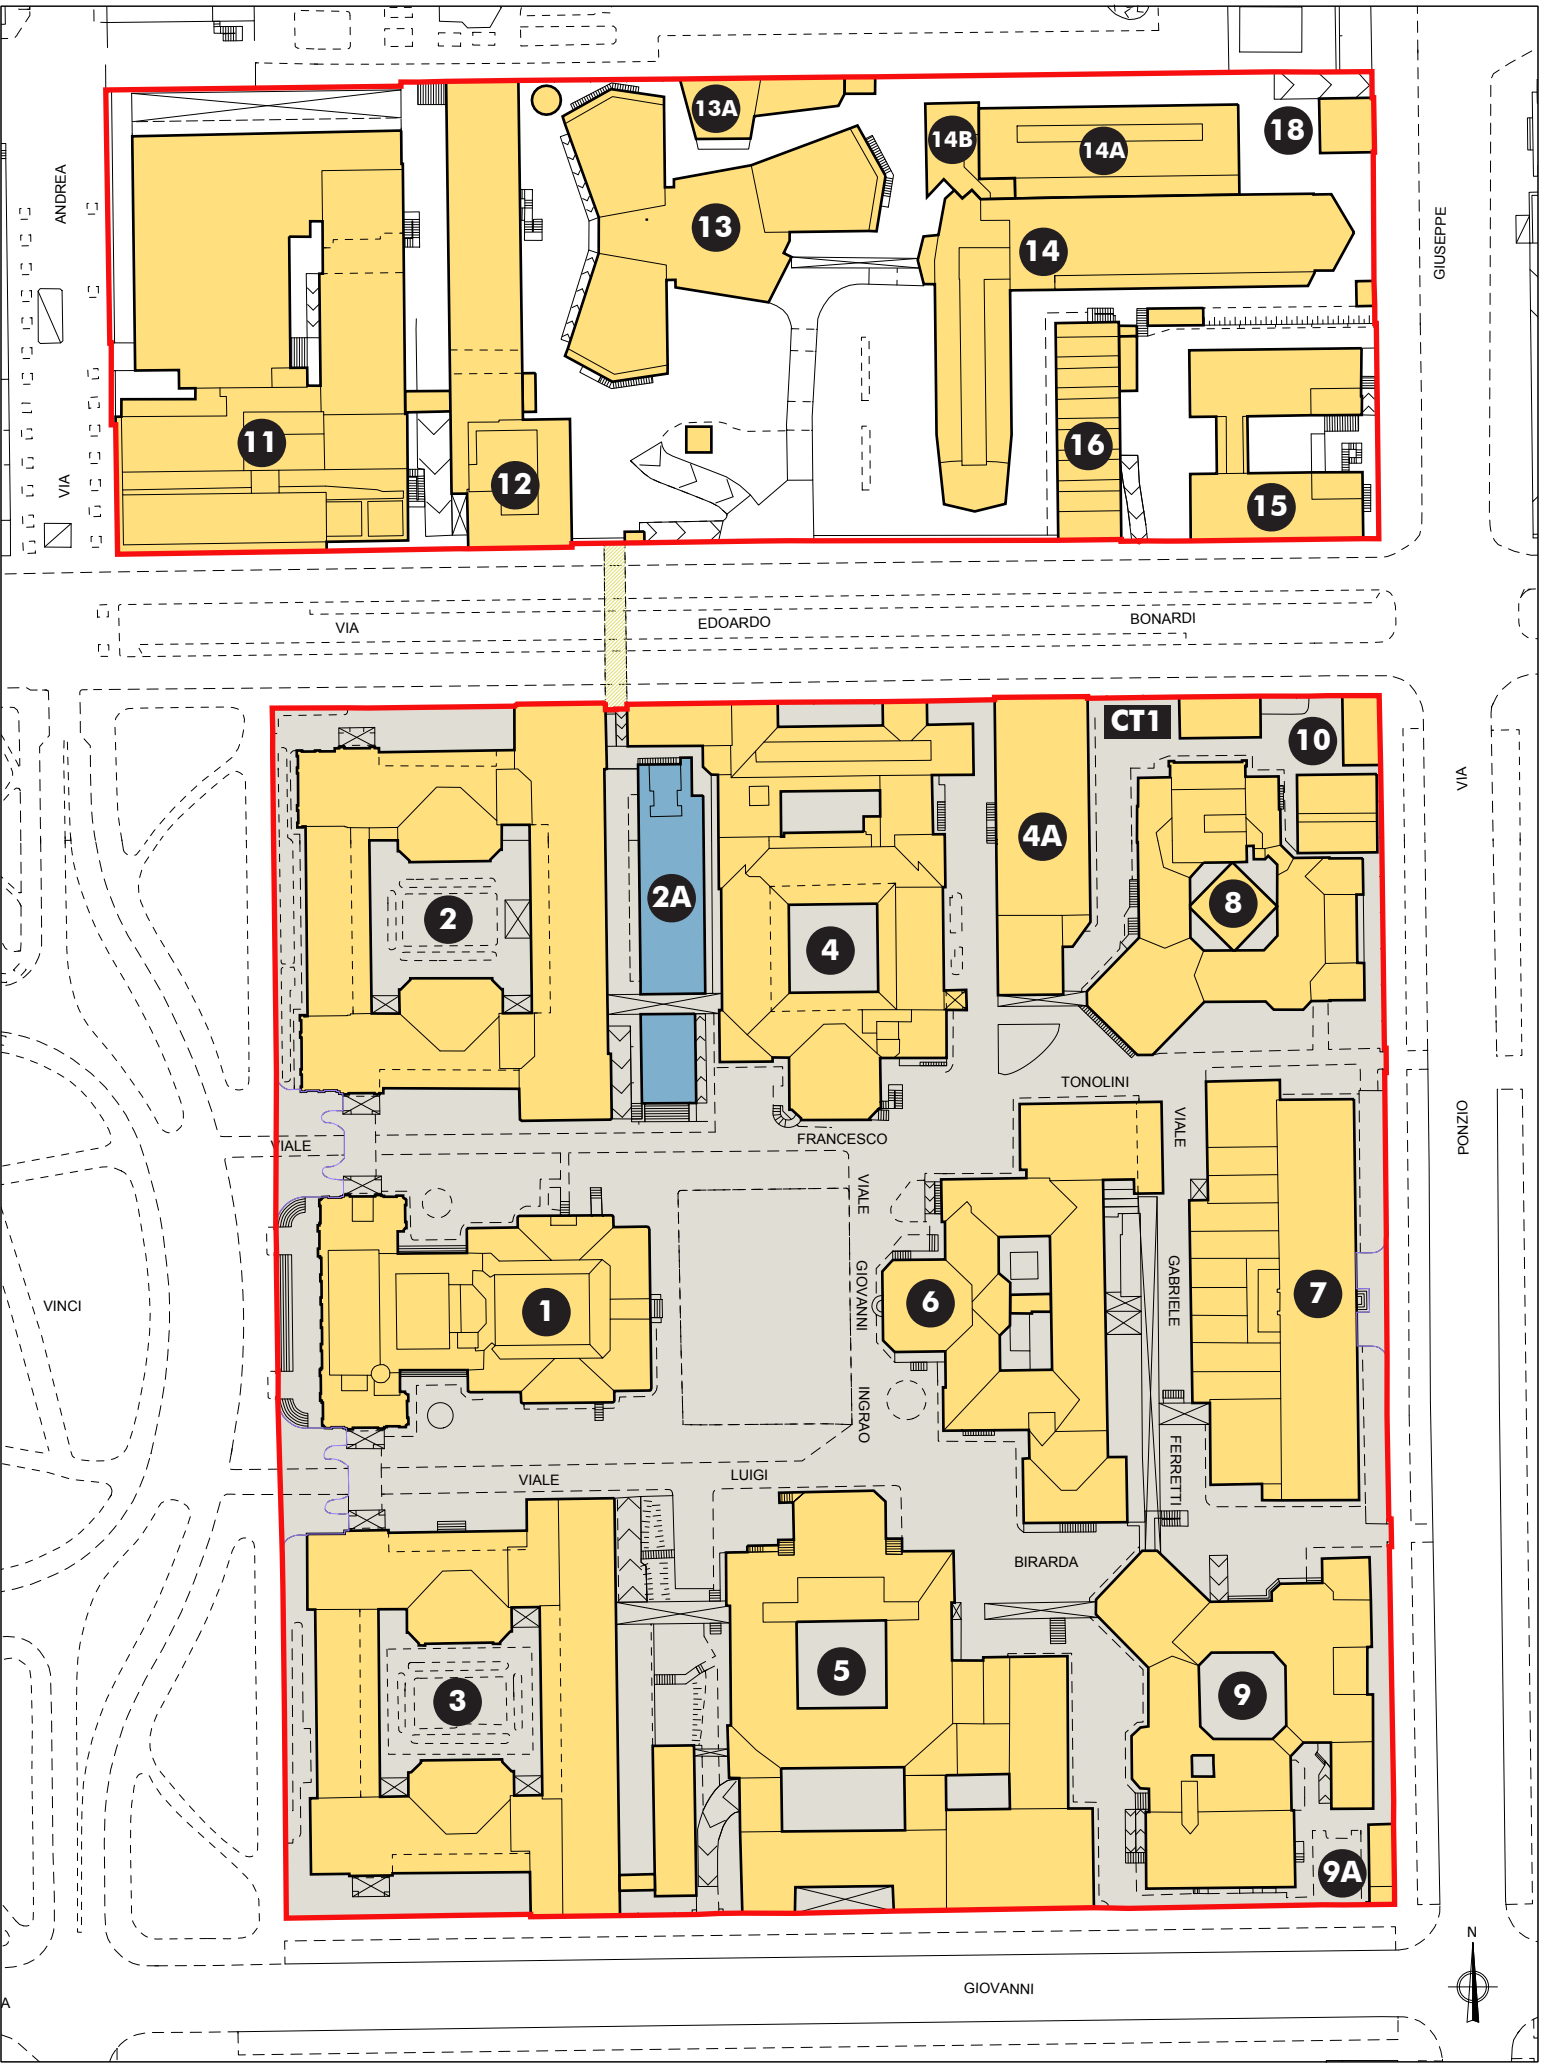 13A
14B
14A
18
ANDREA
13
GIUSEPPE
14
11
16
VIA
12
15
VIA
EDOARDO
BONARDI
CT1
10
VIA
4A
2A
8
2
4
TONOLINI
VIALE
PONZIO
VIALE
FRANCESCO
VIALE
GIOVANNI
INGRAO
GABRIELE
FERRETTI
VINCI
1
6
7
VIALE
LUIGI
BIRARDA
5
9
3
9A
N
GIOVANNI
A